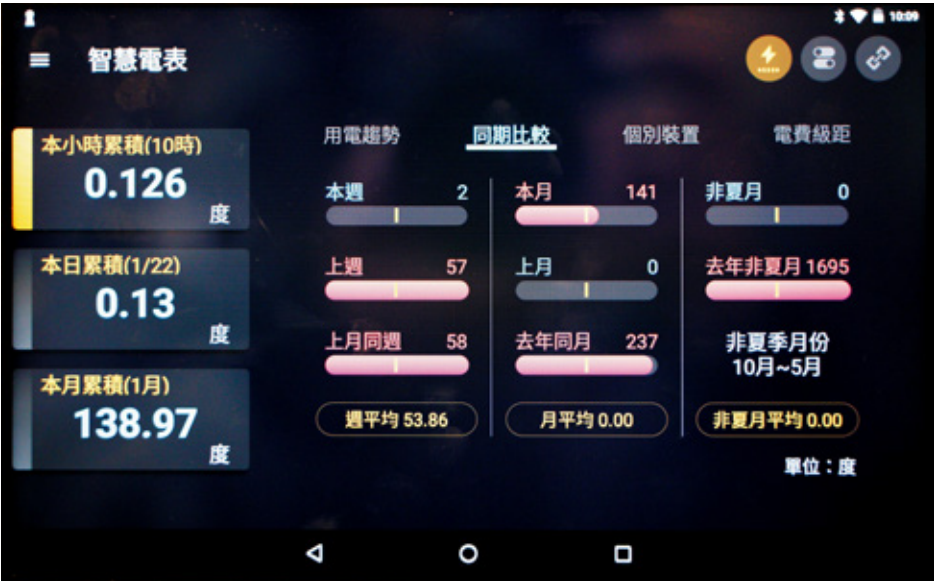 10:09
智慧電表
本小時累積(10時)
0.126
度
本日累積(1/22)
0.13
度
本月累積(1月)
138.97
度
用電趨勢 同期比較 個別裝置 電費級距
本週 2
上週 57
上月同週 58
週平均 53.86
本月 141
上月 0
去年同月 237
月平均 0.00
非夏月 0
去年非夏月 1695
非夏季月份
10月~5月
非夏月平均 0.00
單位：度